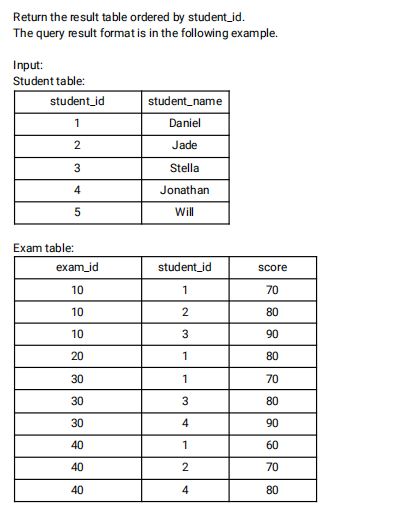 Return the result table ordered by student_id.
The query result format is in the following example.
Input:
Student table:
student_id student_name
1 Daniel
2 Jade
3 Stella
4 Jonathan
5 Will
Exam table:
exam_id student_id score
10 1 70
10 2 80
10 3 90
20 1 80
30 1 70
30 3 80
30 4 90
40 1 60
40 2 70
40 4 80